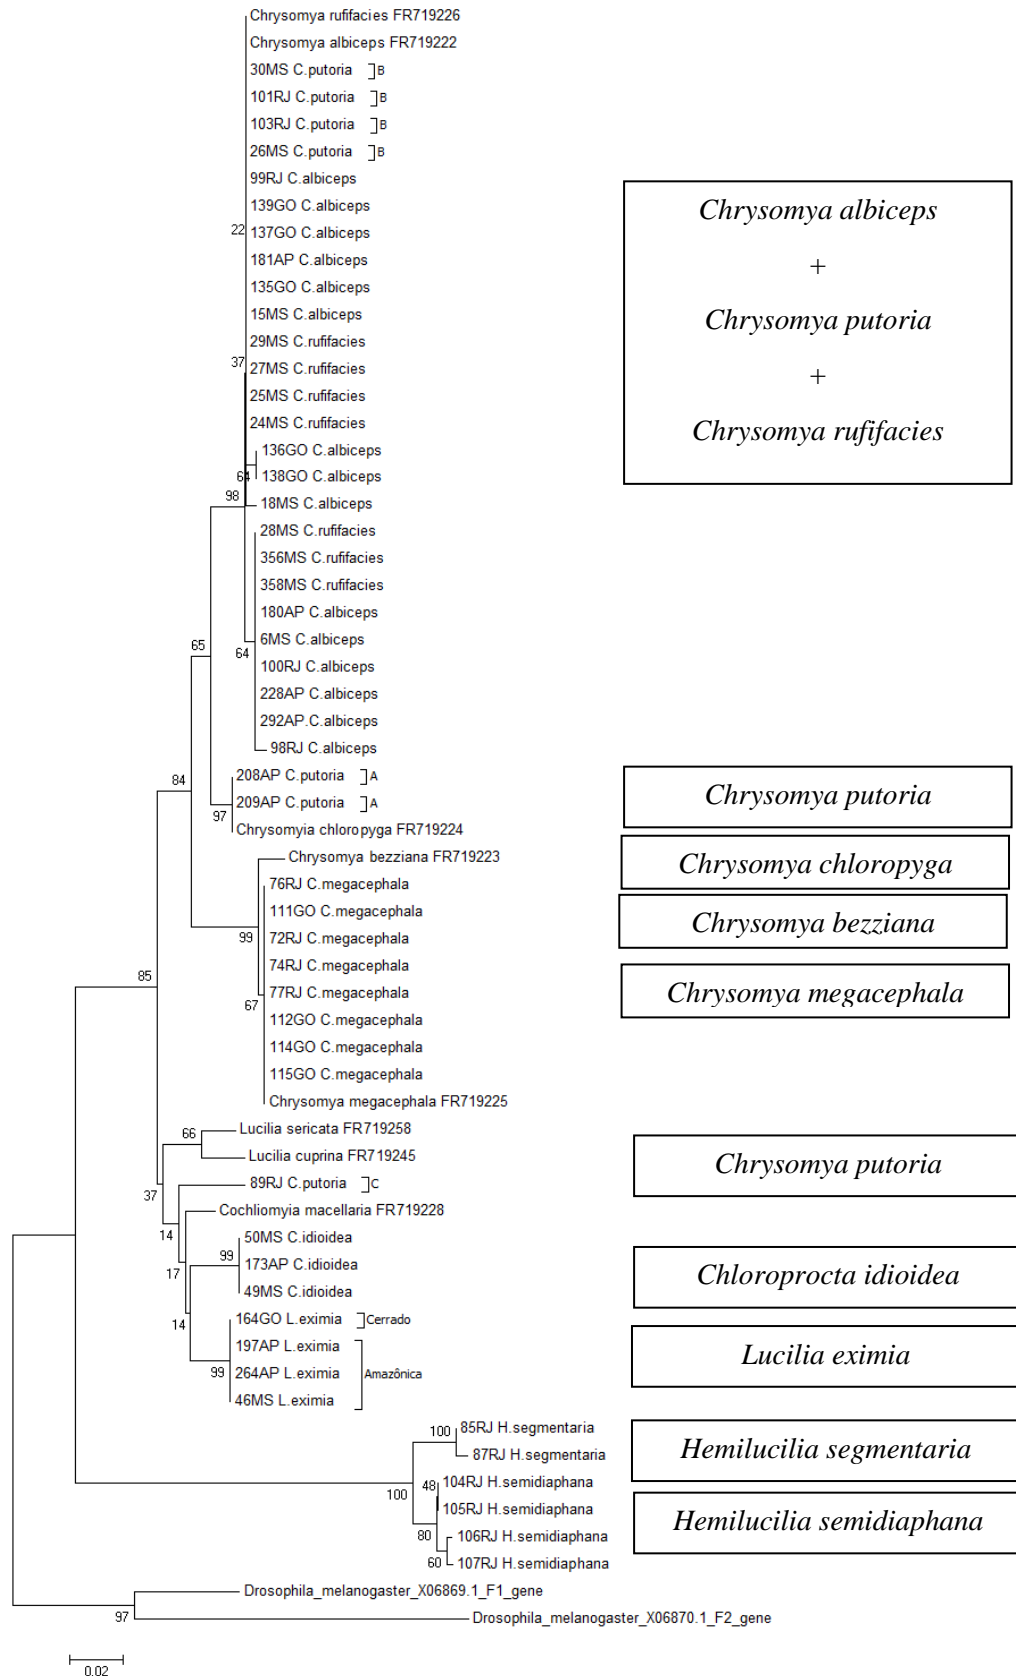 Chrysomya rufifacies FR719226
Chrysomya albiceps FR719222
30MS C.putoria B
101RJ C.putoria B
103RJ C.putoria B
26MS C.putoria B
99RJ C.albiceps
139GO C.albiceps
22
137GO C.albiceps
181AP C.albiceps
135GO C.albiceps
15MS C.albiceps
29MS C.rufifacies
37
27MS C.rufifacies
25MS C.rufifacies
24MS C.rufifacies
136GO C.albiceps
64
138GO C.albiceps
98
18MS C.albiceps
28MS C.rufifacies
356MS C.rufifacies
358MS C.rufifacies
180AP C.albiceps
65
6MS C.albiceps
64
100RJ C.albiceps
228AP C.albiceps
292AP.C.albiceps
98RJ C.albiceps
84
208AP C.putoria A
209AP C.putoria A
97
Chrysomyia chloropyga FR719224
Chrysomya bezziana FR719223
76RJ C.megacephala
111GO C.megacephala
99
72RJ C.megacephala
74RJ C.megacephala
85
77RJ C.megacephala
67
112GO C.megacephala
114GO C.megacephala
115GO C.megacephala
Chrysomya megacephala FR719225
66
Lucilia sericata FR719258
Lucilia cuprina FR719245
37
89RJ C.putoria C
Cochliomyia macellaria FR719228
14
50MS C.idioidea
99
173AP C.idioidea
17
49MS C.idioidea
164GO L.eximia Cerrado
14
197AP L.eximia
99
264AP L.eximia Amazônica
46MS L.eximia
100
85RJ H.segmentaria
87RJ H.segmentaria
48
104RJ H.semidiaphana
100
105RJ H.semidiaphana
80
106RJ H.semidiaphana
60
107RJ H.semidiaphana
Drosophila_melanogaster_X06869.1_F1_gene
97
Drosophila_melanogaster_X06870.1_F2_gene
0.02
Chrysomya albiceps
+
Chrysomya putoria
+
Chrysomya rufifacies
Chrysomya putoria
Chrysomya chloropyga
Chrysomya bezziana
Chrysomya megacephala
Chrysomya putoria
Chloroprocta idioidea
Lucilia eximia
Hemilucilia segmentaria
Hemilucilia semidiaphana